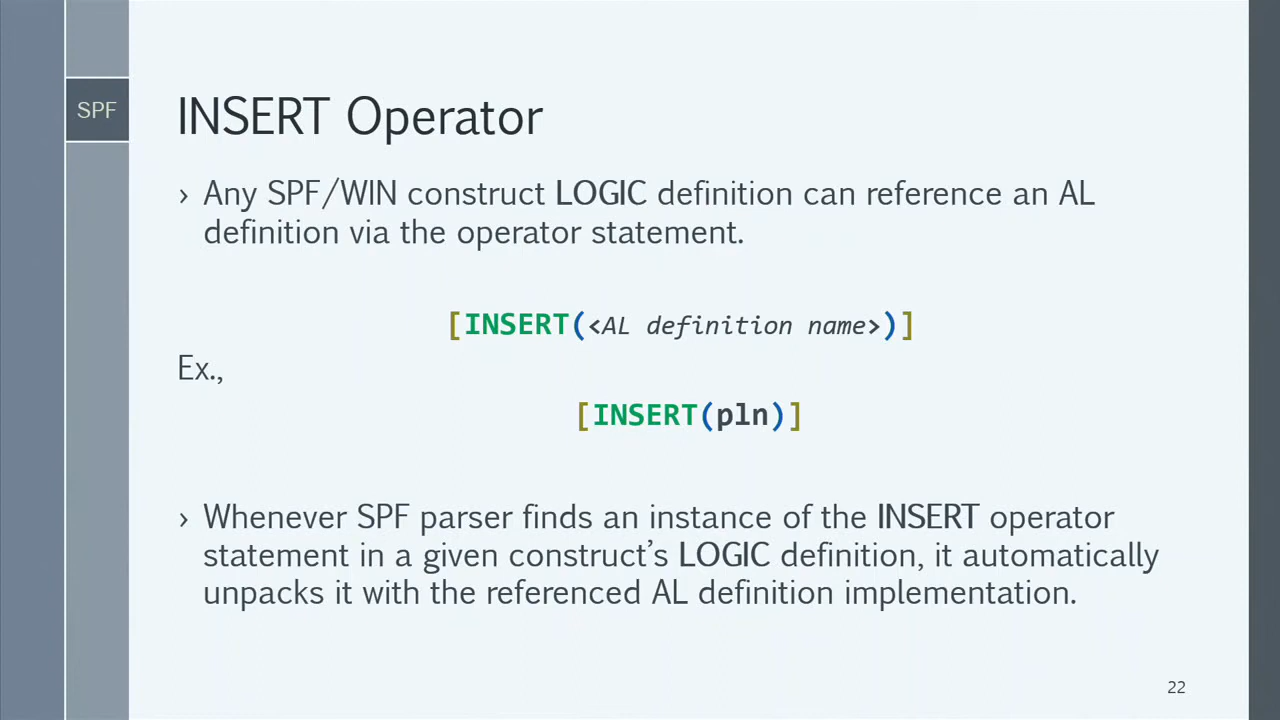 SPF
INSERT Operator
› Any SPF/WIN construct LOGIC definition can reference an AL
definition via the operator statement.
[INSERT(<AL definition name>)]
Ex.,
[INSERT(pln)]
› Whenever SPF parser finds an instance of the INSERT operator
statement in a given construct’s LOGIC definition, it automatically
unpacks it with the referenced AL definition implementation.
22